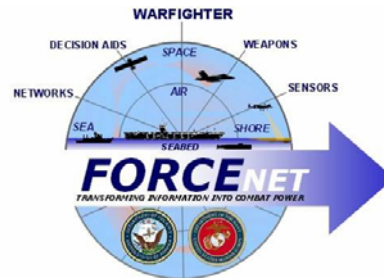 WARFIGHTER
DECISION AIDS
SPACE
WEAPONS
NETWORKS
AIR
SENSORS
SEA
SHORE
SEABED
FORCENET
TRANSFORMING INFORMATION INTO COMBAT POWER